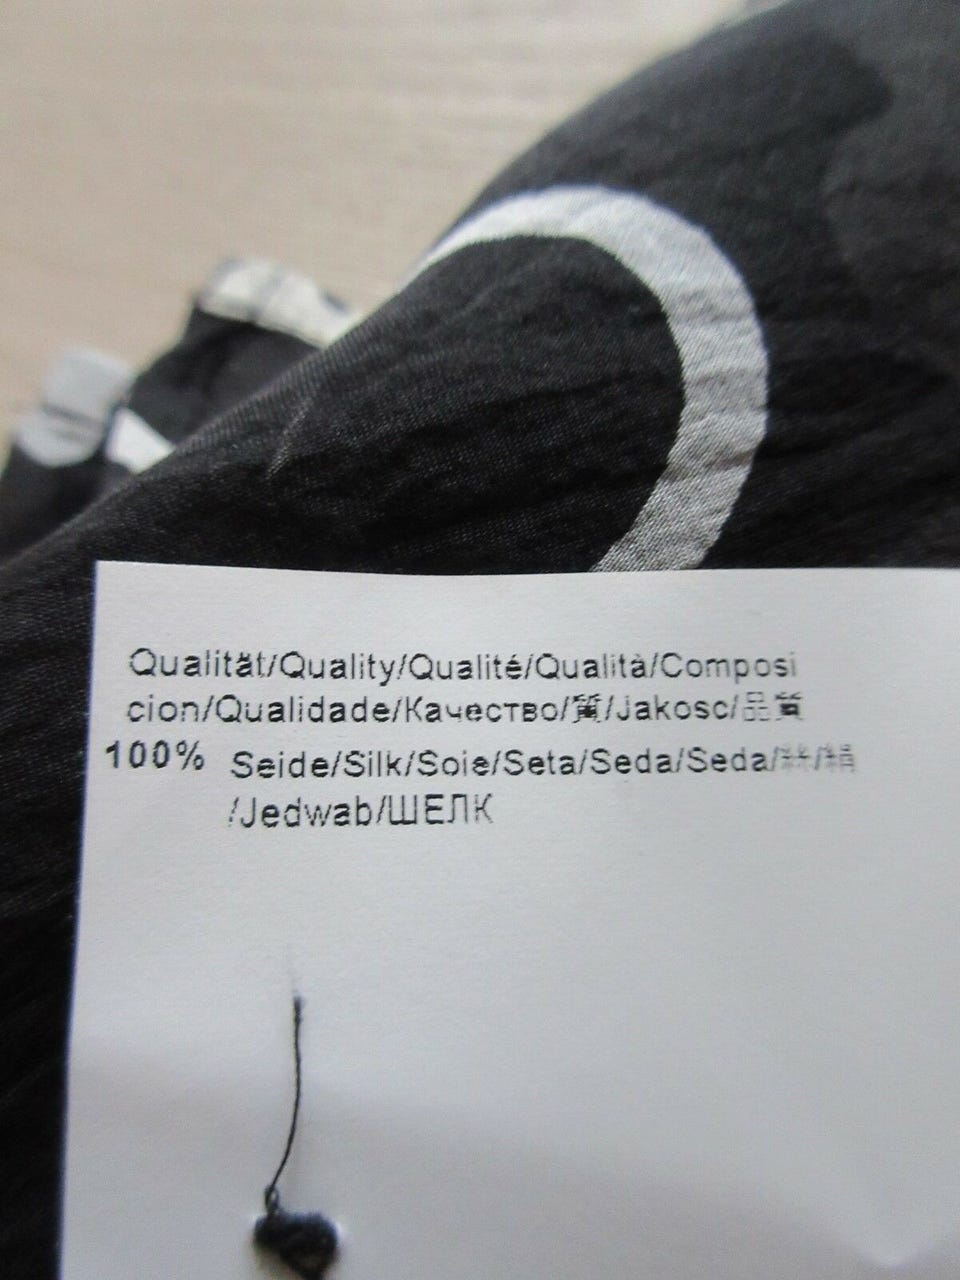 Qualität/Quality/Qualité/Qualità/Composi
cion/Qualidade/Качество/質/Jakosc/品質
100% Seide/Silk/Soie/Seta/Seda/Seda/絲/絹
/Jedwab/ШЕЛК